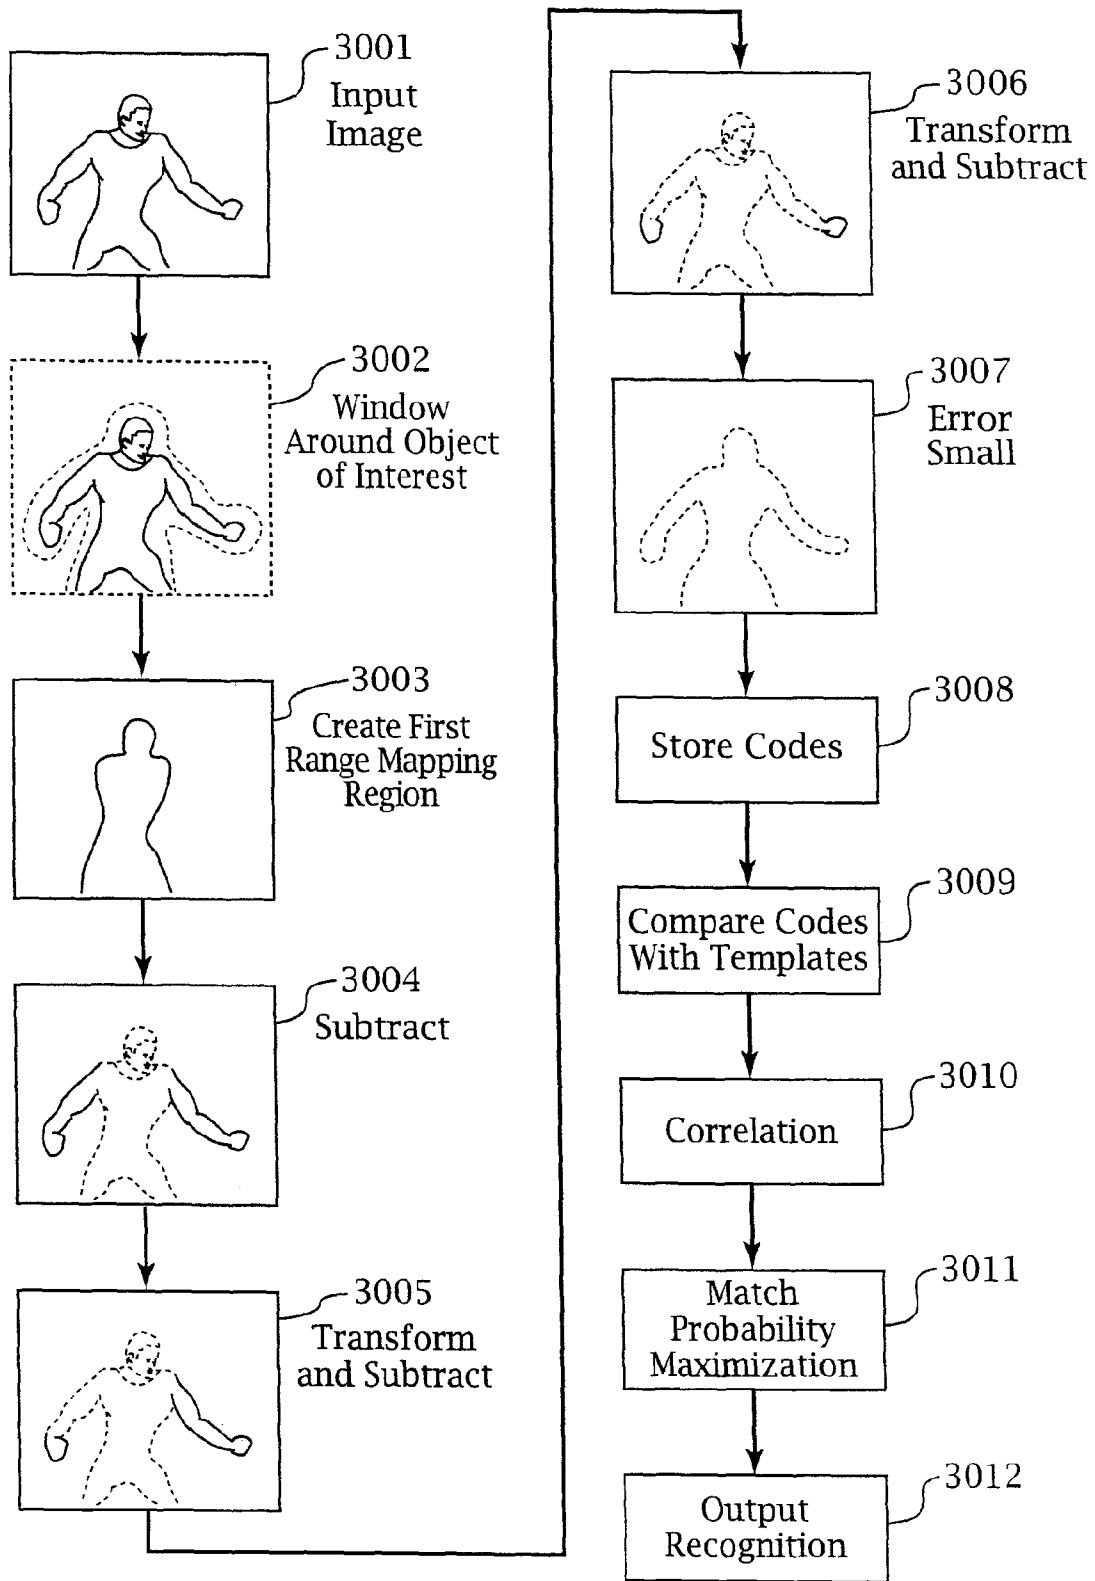 3001
Input
Image
3002
Window
Around Object
of Interest
3003
Create First
Range Mapping
Region
3004
Subtract
3005
Transform
and Subtract
3006
Transform
and Subtract
3007
Error
Small
3008
Store Codes
3009
Compare Codes
With Templates
3010
Correlation
3011
Match
Probability
Maximization
3012
Output
Recognition